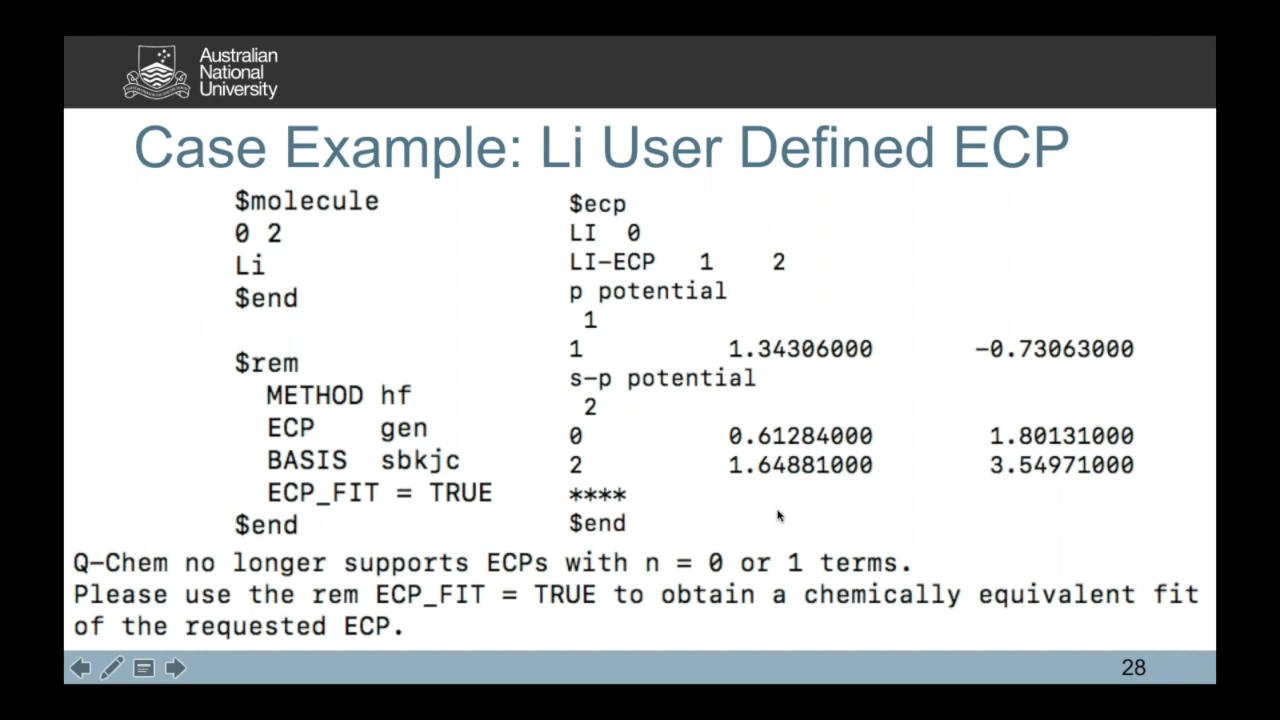 Australian
National
University
Case Example: Li User Defined ECP
$molecule
0 2
Li
$end
$rem
METHOD hf
ECP gen
BASIS sbkjc
ECP_FIT = TRUE
$end
$ecp
LI 0
LI-ECP 1 2
p potential
1
1 1.34306000 -0.73063000
s-p potential
2
0 0.61284000 1.80131000
2 1.64881000 3.54971000
****
$end
Q-Chem no longer supports ECPs with n = 0 or 1 terms.
Please use the rem ECP_FIT = TRUE to obtain a chemically equivalent fit
of the requested ECP.
28